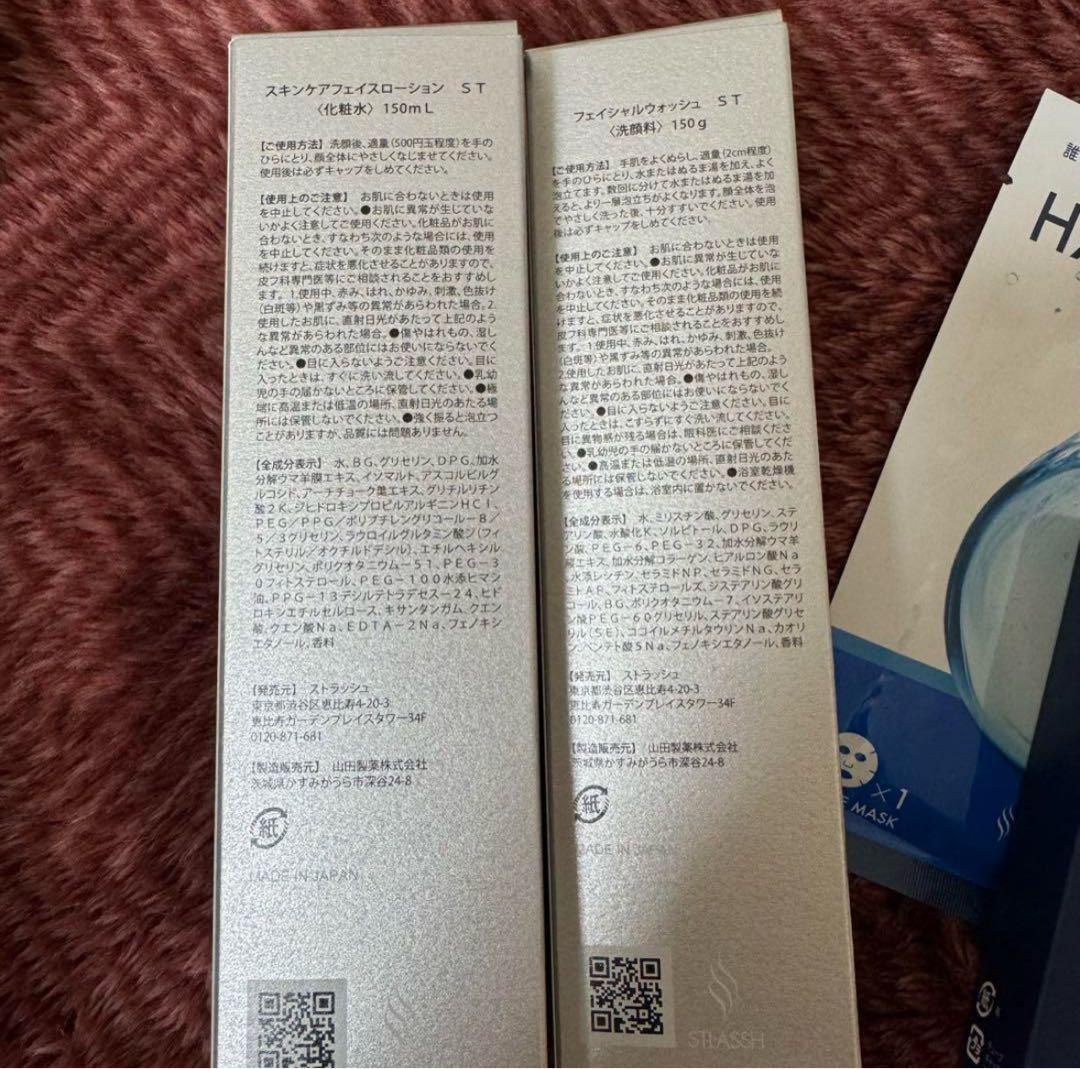 スキンケアフェイスローション ST
〈化粧水〉150mL
【ご使用方法】 洗顔後、適量(500円玉程度)を手の
ひらにとり、顔全体にやさしくなじませてください。
使用後は必ずキャップをしめてください。
【使用上のご注意】 お肌に合わないときは使用
を中止してください。●お肌に異常が生じていな
いかよく注意してご使用ください。化粧品がお肌に
合わないとき、すなわち次のような場合には、使用
を中止してください。そのまま化粧品類の使用を
続けますと、症状を悪化させることがありますので、
皮フ科専門医等にご相談されることをおすすめし
ます。1.使用中、赤み、はれ、かゆみ、刺激、色抜け
(白斑等)や黒ずみ等の異常があらわれた場合。2.
使用したお肌に、直射日光があたって上記のよう
な異常があらわれた場合。●傷やはれもの、湿し
んなど異常のある部位にはお使いにならないでく
ださい。●目に入らないようご注意ください。目に
入ったときは、すぐに洗い流してください。●乳幼
児の手の届かないところに保管してください。●極
端に高温または低温の場所、直射日光のあたる場
所には保管しないでください。●強く振ると泡立つ
ことがありますが、品質には問題ありません。
【全成分表示】 水、BG、グリセリン、DPG、加水
分解ウマ羊膜エキス、イソマルト、アスコルビルグ
ルコシド、アーチチョーク葉エキス、グリチルリチン
酸2K、ジヒドロキシプロピルアルギニンHCl、
PEG/PPG/ポリブチレングリコール-8/
5/3グリセリン、ラウロイルグルタミン酸ジ(フィ
トステリル/オクチルドデシル)、エチルヘキシル
グリセリン、ポリクオタニウム-51、PEG-3
0フィトステロール、PEG-100水添ヒマシ
油、PPG-13デシルテトラデセス-24、ヒド
ロキシエチルセルロース、キサンタンガム、クエン
酸、クエン酸Na、EDTA-2Na、フェノキシ
エタノール、香料
【発売元】 ストラッシュ
東京都渋谷区恵比寿4-20-3
恵比寿ガーデンプレイスタワー34F
0120-871-681
【製造販売元】 山田製薬株式会社
茨城県かすみがうら市深谷24-8
紙
MADE IN JAPAN
フェイシャルウォッシュ ST
〈洗顔料〉150g
【ご使用方法】 手肌をよくぬらし、適量(2cm程度)
を手のひらにとり、水またはぬるま湯を加え、よく
泡立てます。数回に分けて水またはぬるま湯を加
えると、より一層泡立ちがよくなります。顔全体を泡
でやさしく洗った後、十分すすいでください。使用
後は必ずキャップをしめてください。
【使用上のご注意】 お肌に合わないときは使用
を中止してください。●お肌に異常が生じていな
いかよく注意してご使用ください。化粧品がお肌に
合わないとき、すなわち次のような場合には、使用
を中止してください。そのまま化粧品類の使用を続
けますと、症状を悪化させることがありますので、
皮フ科専門医等にご相談されることをおすすめし
ます。1.使用中、赤み、はれ、かゆみ、刺激、色抜け
(白斑等)や黒ずみ等の異常があらわれた場合。
2.使用したお肌に、直射日光があたって上記のよう
な異常があらわれた場合。●傷やはれもの、湿し
んなど異常のある部位にはお使いにならないでく
ださい。●目に入らないようご注意ください。目に
入ったときは、こすらずにすぐ洗い流してください。
目に異物感が残る場合は、眼科医にご相談くださ
い。●乳幼児の手の届かないところに保管してくだ
さい。●高温または低温の場所、直射日光のあた
る場所には保管しないでください。●浴室乾燥機
を使用する場合は、浴室内に置かないでください。
【全成分表示】 水、ミリスチン酸、グリセリン、ステ
アリン酸、水酸化K、ソルビトール、DPG、ラウリ
ン酸、PEG-6、PEG-32、加水分解ウマ羊
膜エキス、加水分解コラーゲン、ヒアルロン酸Na
、水添レシチン、セラミドNP、セラミドNG、セラ
ミドAP、フィトステロールズ、ジステアリン酸グリ
コール、BG、ポリクオタニウム-7、イソステアリ
ン酸PEG-60グリセリル、ステアリン酸グリセ
リル(SE)、ココイルメチルタウリンNa、カオリ
ン、ペンテト酸5Na、フェノキシエタノール、香料
【発売元】 ストラッシュ
東京都渋谷区恵比寿4-20-3
恵比寿ガーデンプレイスタワー34F
0120-871-681
【製造販売元】 山田製薬株式会社
茨城県かすみがうら市深谷24-8
紙
MADE IN JAPAN
STLASSH
誰
HA
×1
E MASK